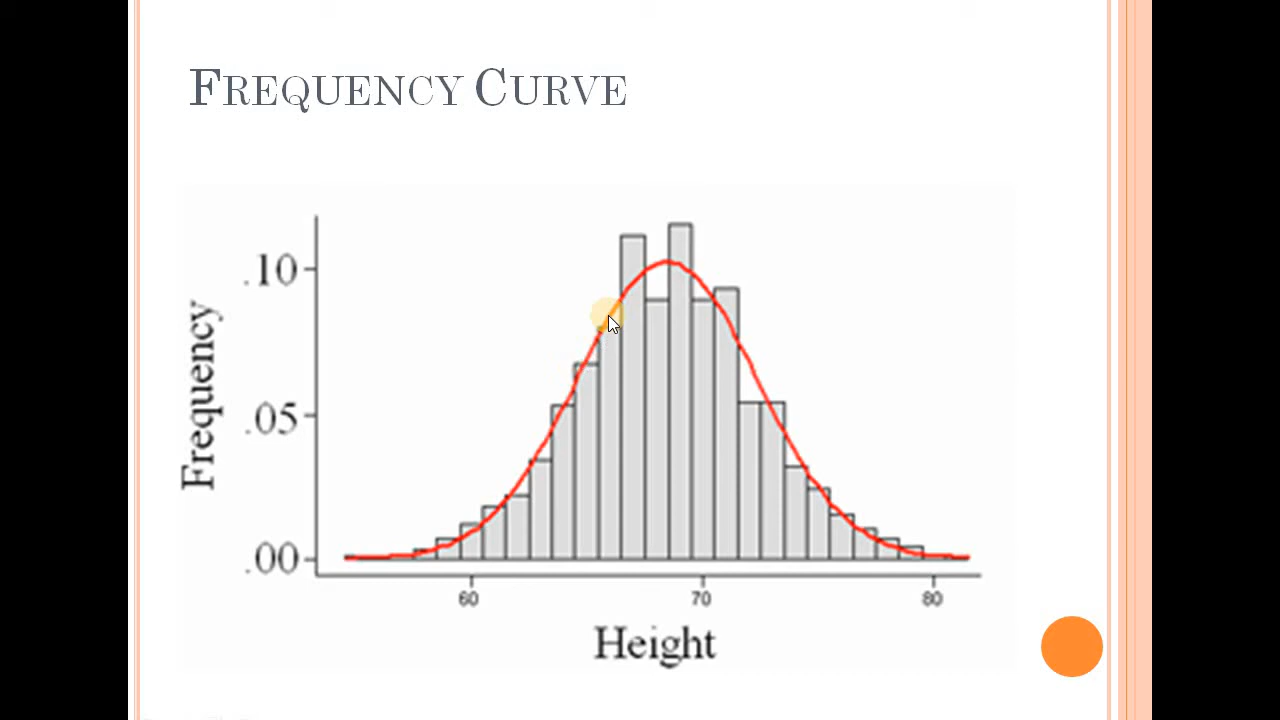 FREQUENCY CURVE
.10
.05
.00
Frequency
60 70 80
Height